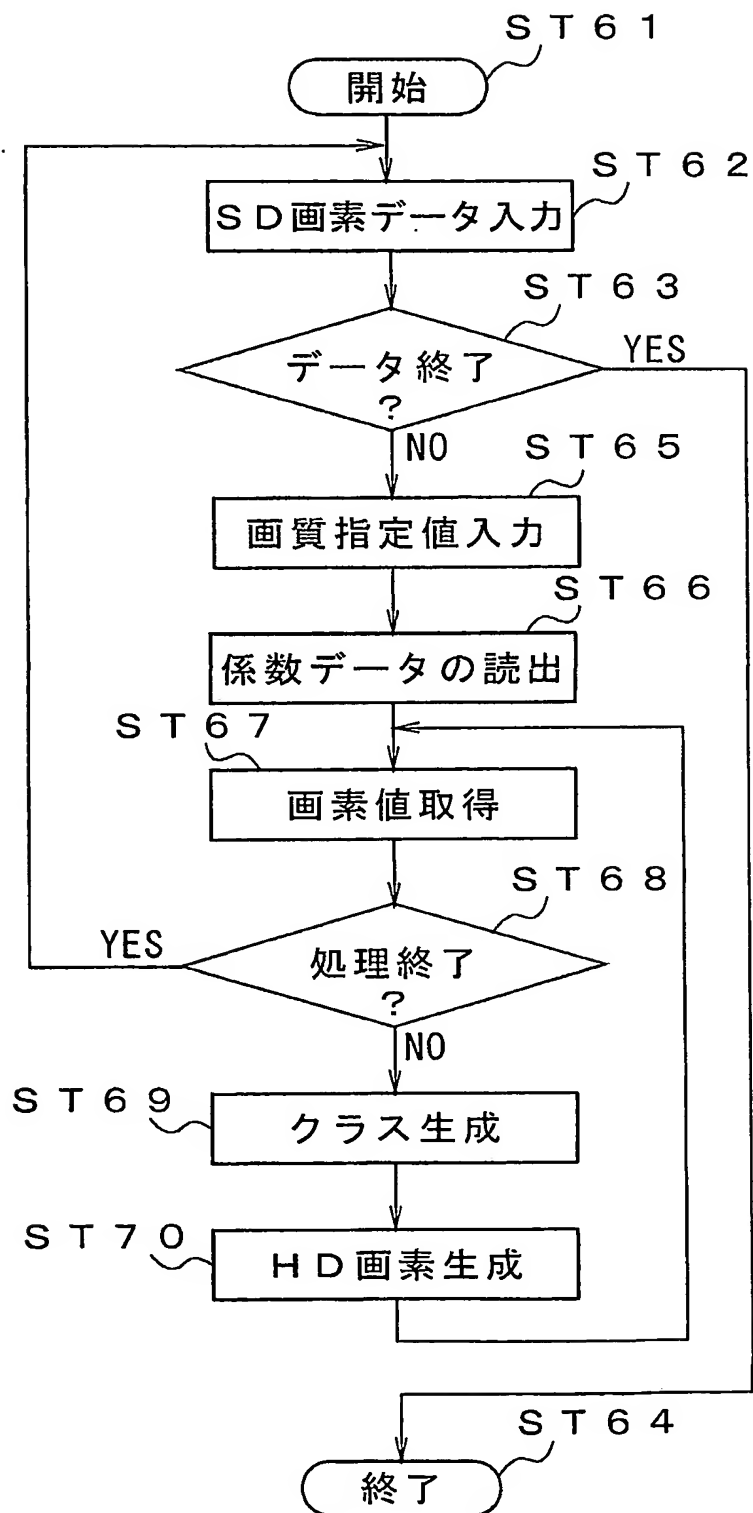 ST61
開始
ST62
SD画素データ入力
ST63
データ終了
?
YES
NO
ST65
画質指定値入力
ST66
係数データの読出
ST67
画素値取得
ST68
YES
処理終了
?
NO
ST69
クラス生成
ST70
HD画素生成
ST64
終了